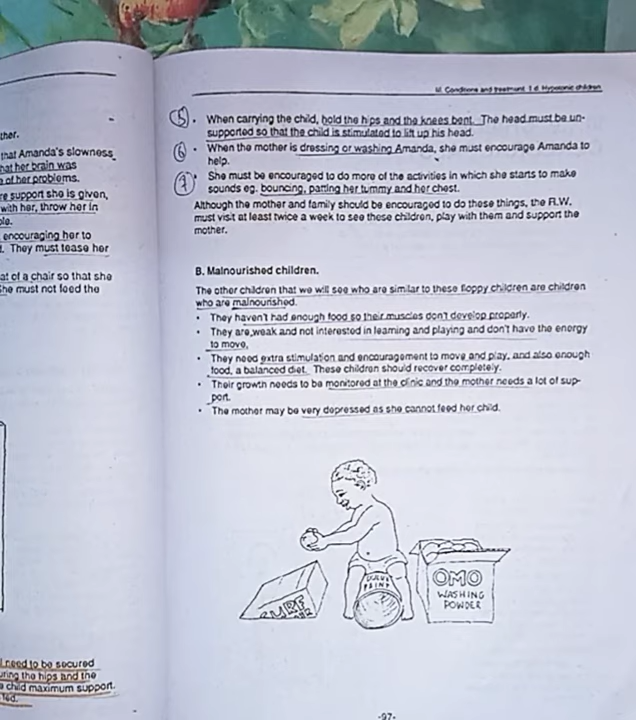 ther.
that Amanda's slowness
hat her brain was
e of her problems.
re support she is given,
with her, throw her in
ble.
encouraging her to
. They must tease her
at of a chair so that she
She must not feed the
need to be secured
uring the hips and the
a child maximum support.
ted.
III. Conditions and treatment 1.d. Hypotonic children
5 • When carrying the child, hold the hips and the knees bent. The head must be un-
supported so that the child is stimulated to lift up his head.
6 • When the mother is dressing or washing Amanda, she must encourage Amanda to
help.
7 • She must be encouraged to do more of the activities in which she starts to make
sounds eg. bouncing, patting her tummy and her chest.
Although the mother and family should be encouraged to do these things, the R.W.
must visit at least twice a week to see these children, play with them and support the
mother.
B. Malnourished children.
The other children that we will see who are similar to these floppy children are children
who are malnourished.
• They haven't had enough food so their muscles don't develop properly.
• They are weak and not interested in learning and playing and don't have the energy
to move.
• They need extra stimulation and encouragement to move and play, and also enough
food, a balanced diet. These children should recover completely.
• Their growth needs to be monitored at the clinic and the mother needs a lot of sup-
port.
• The mother may be very depressed as she cannot feed her child.
SURF
PAINT
OMO
WASHING
POWDER
-97-